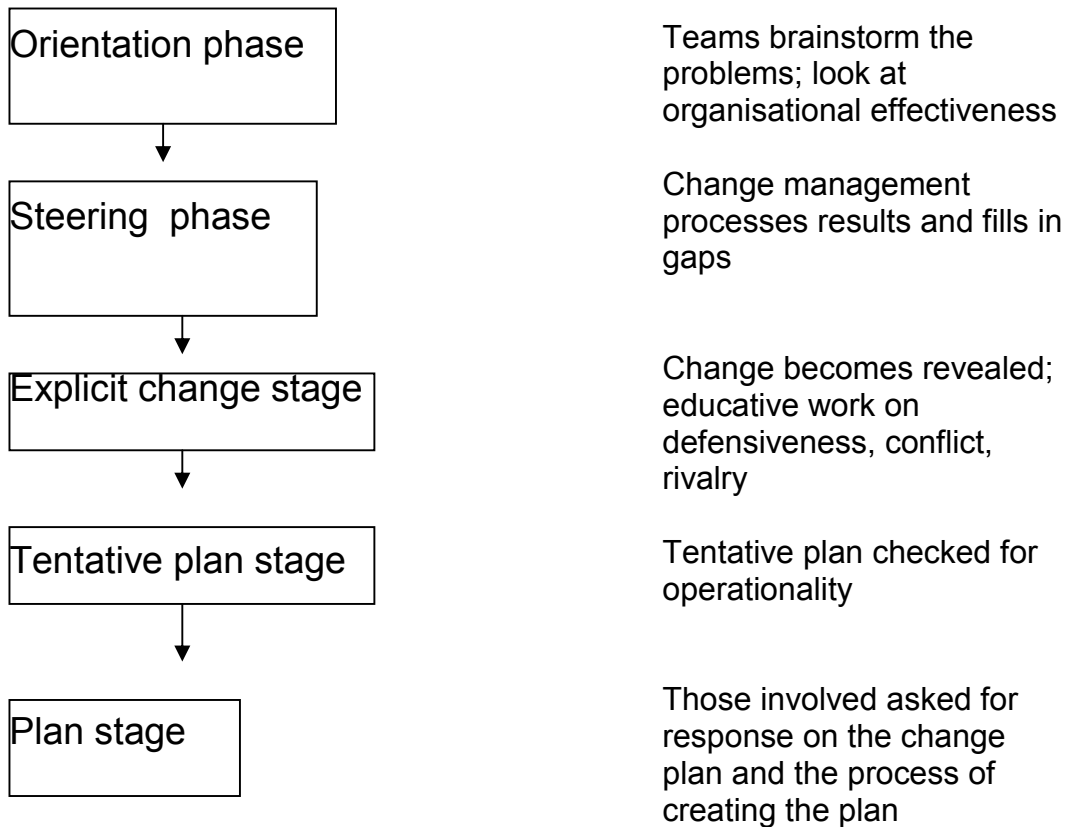 Orientation phase
Teams brainstorm the
problems; look at
organisational effectiveness
Steering  phase
Change management
processes results and fills in
gaps
Explicit change stage
Change becomes revealed;
educative work on
defensiveness, conflict,
rivalry
Tentative plan stage
Tentative plan checked for
operationality
Plan stage
Those involved asked for
response on the change
plan and the process of
creating the plan